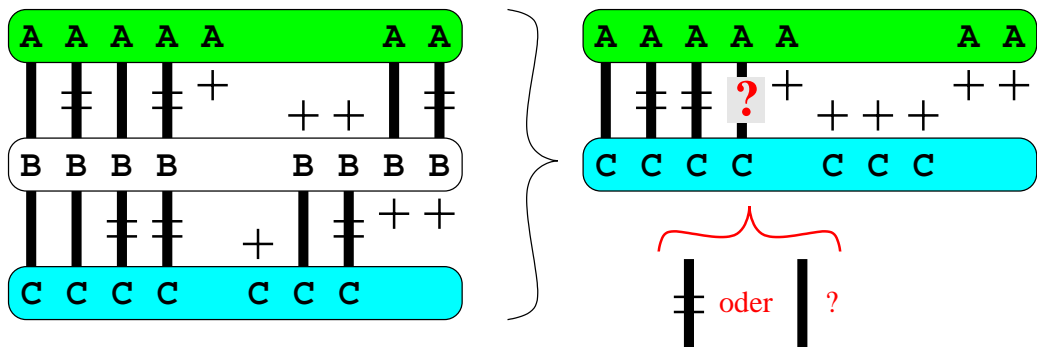 A A A A A A A
A A A A A A A
+
+ +
+ + +
?
+ + +
B B B B B B B B
C C C C C C C
+
+ +
C C C C C C C
oder ?